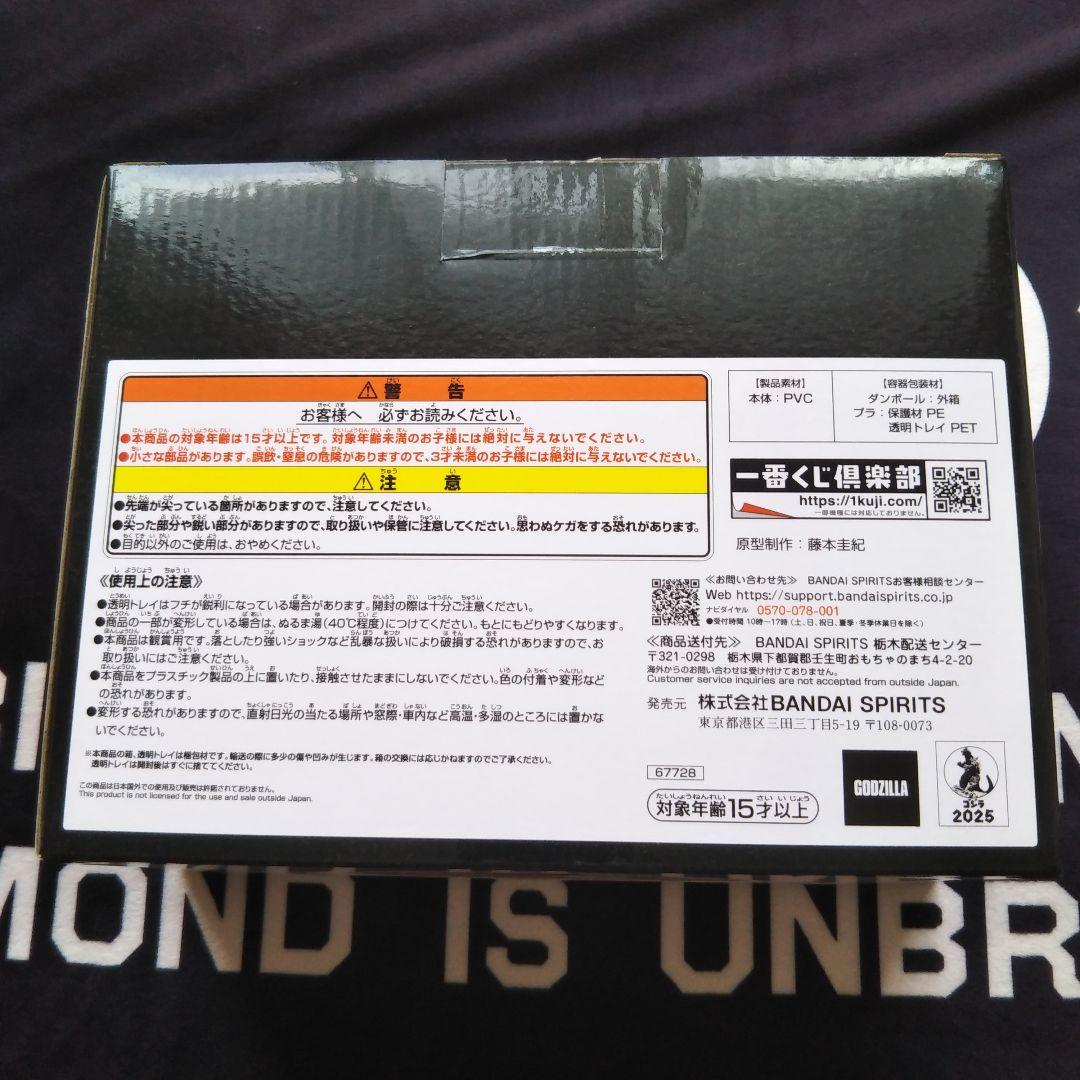 ⚠警告
お客様へ 必ずお読みください。
●本商品の対象年齢は15才以上です。対象年齢未満のお子様には絶対に与えないでください。
●小さな部品があります。誤飲・窒息の危険がありますので、3才未満のお子様には絶対に与えないでください。
⚠注意
●先端が尖っている箇所がありますので、注意してください。
●尖った部分や鋭い部分がありますので、取り扱いや保管に注意してください。思わぬケガをする恐れがあります。
●目的以外のご使用は、おやめください。
《使用上の注意》
●透明トレイはフチが鋭利になっている場合があります。開封の際は十分ご注意ください。
●商品の一部が変形している場合は、ぬるま湯(40℃程度)につけてください。もとにもどりやすくなります。
●本商品は観賞用です。落としたり強いショックなど乱暴な扱いにより破損する恐れがありますので、お
取り扱いにはご注意ください。
●本商品をプラスチック製品の上に置いたり、接触させたままにしないでください。色の付着や変形など
の恐れがあります。
●変形する恐れがありますので、直射日光の当たる場所や窓際・車内など高温・多湿のところには置かな
いでください。
※本商品の箱、透明トレイは梱包材です。輸送の際に多少の傷や凹みが生じます。箱の交換には応じかねますのでご了承ください。
透明トレイは開封後はすぐに捨ててください。
この商品は日本国外での使用及び販売は許諾されておりません。
This product is not licensed for the use and sale outside Japan.
【製品素材】
本体：PVC
【容器包装材】
ダンボール：外箱
プラ：保護材 PE
透明トレイ PET
一番くじ倶楽部
https://1kuji.com/
一部機種には対応しておりません。
原型制作：藤本圭紀
≪お問い合わせ先≫ BANDAI SPIRITSお客様相談センター
Web https://support.bandaispirits.co.jp
ナビダイヤル 0570-078-001
●受付時間 10時〜17時(土、日、祝日、夏季・冬季休業日を除く)
≪商品送付先≫ BANDAI SPIRITS 栃木配送センター
〒321-0298 栃木県下都賀郡壬生町おもちゃのまち4-2-20
海外からのお問い合わせは受け付けておりません。
Customer service inquiries are not accepted from outside Japan.
発売元 株式会社BANDAI SPIRITS
東京都港区三田三丁目5-19 〒108-0073
67728
対象年齢15才以上
GODZILLA
ゴジラ
2025
MOND IS UNBR